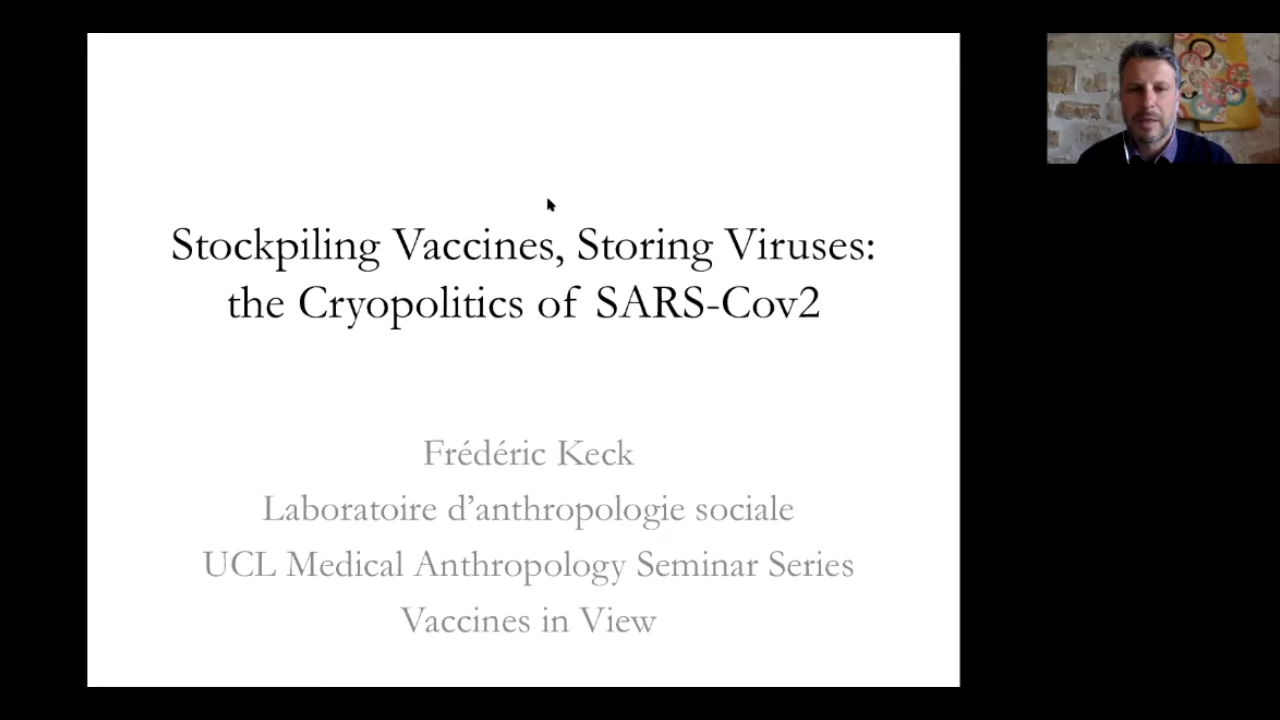 Stockpiling Vaccines, Storing Viruses:
the Cryopolitics of SARS-Cov2
Frédéric Keck
Laboratoire d’anthropologie sociale
UCL Medical Anthropology Seminar Series
Vaccines in View